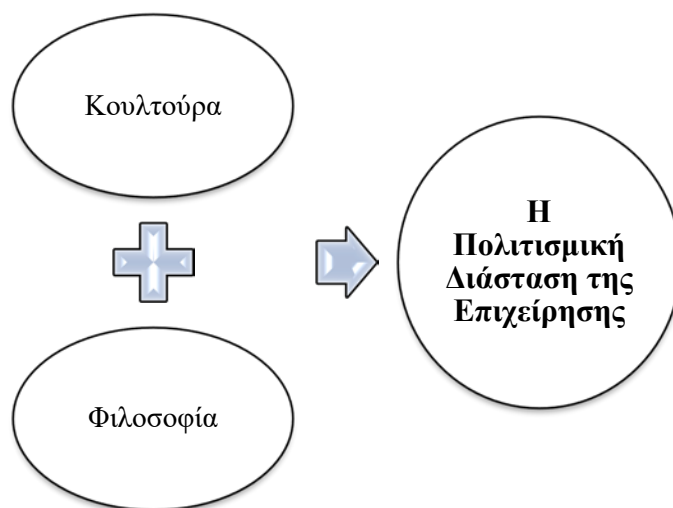 Κουλτούρα
Φιλοσοφία
Η
Πολιτισμική
Διάσταση της
Επιχείρησης